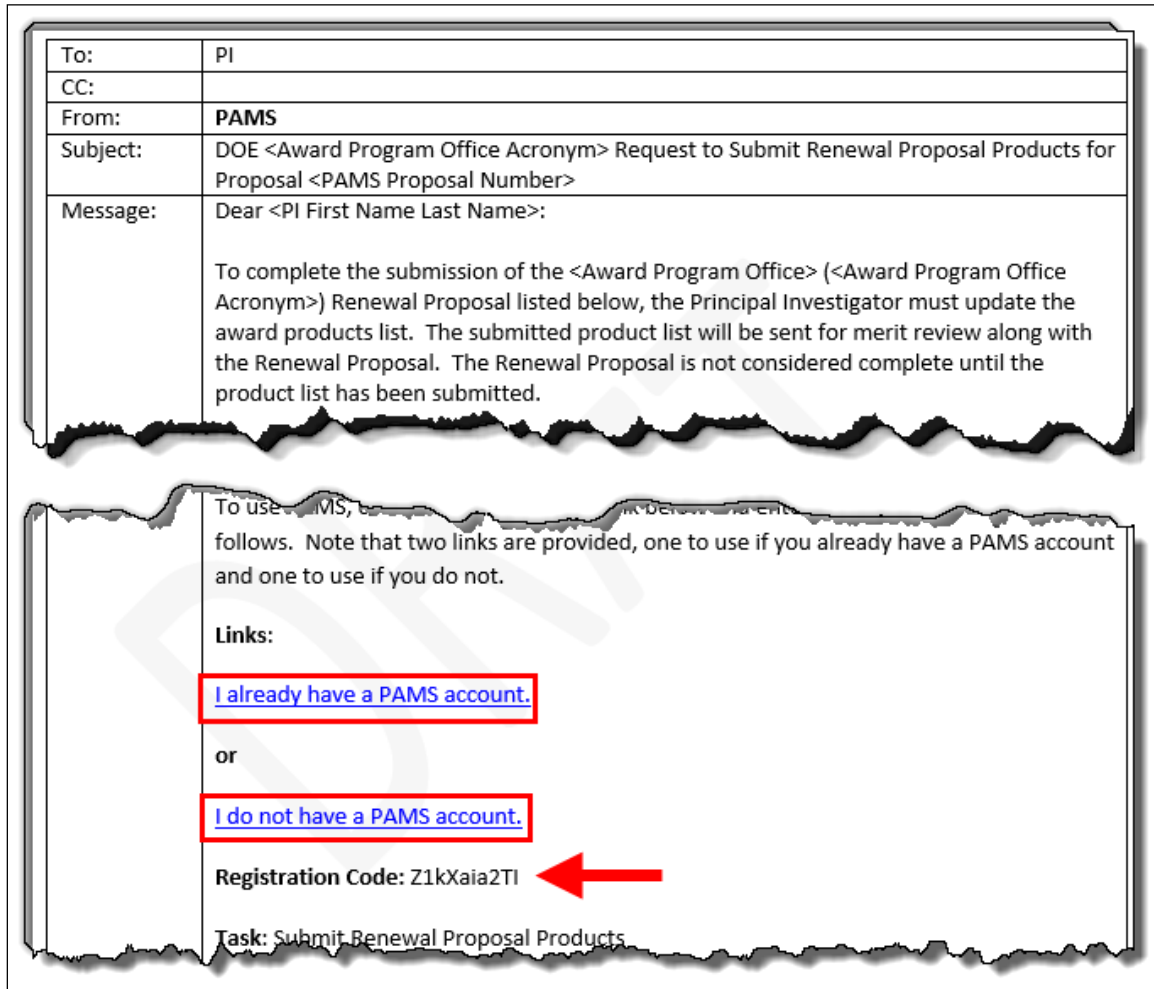 To: PI
CC:
From: PAMS
Subject: DOE <Award Program Office Acronym> Request to Submit Renewal Proposal Products for
Proposal <PAMS Proposal Number>
Message: Dear <PI First Name Last Name>:
To complete the submission of the <Award Program Office> (<Award Program Office
Acronym>) Renewal Proposal listed below, the Principal Investigator must update the
award products list. The submitted product list will be sent for merit review along with
the Renewal Proposal. The Renewal Proposal is not considered complete until the
product list has been submitted.
To use
follows. Note that two links are provided, one to use if you already have a PAMS account
and one to use if you do not.
Links:
I already have a PAMS account.
or
I do not have a PAMS account.
Registration Code: Z1kXaia2TI
Task: Submit Renewal Proposal Products
DRAFT